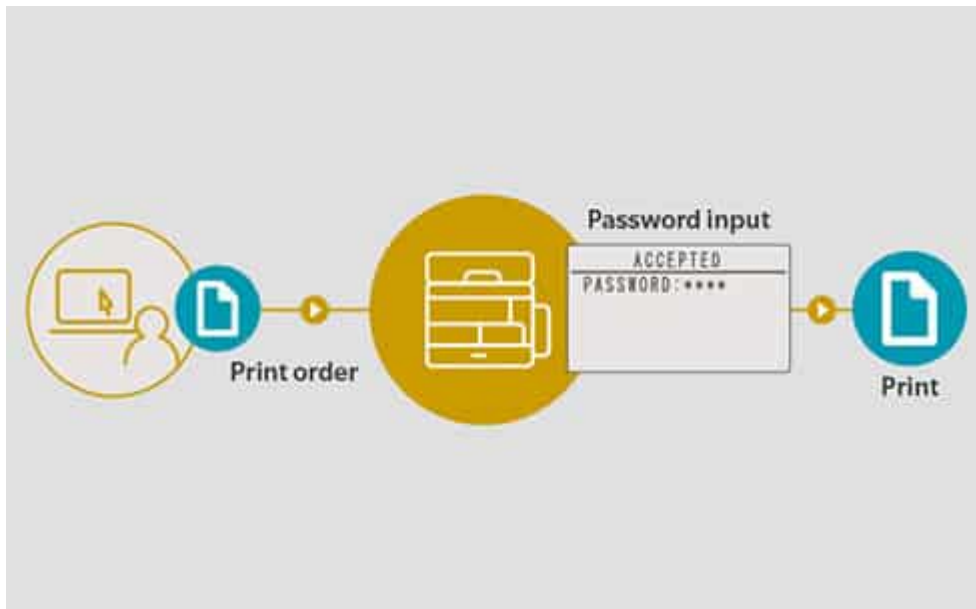 Password input
ACCEPTED
PASSWORD:****
Print order
Print